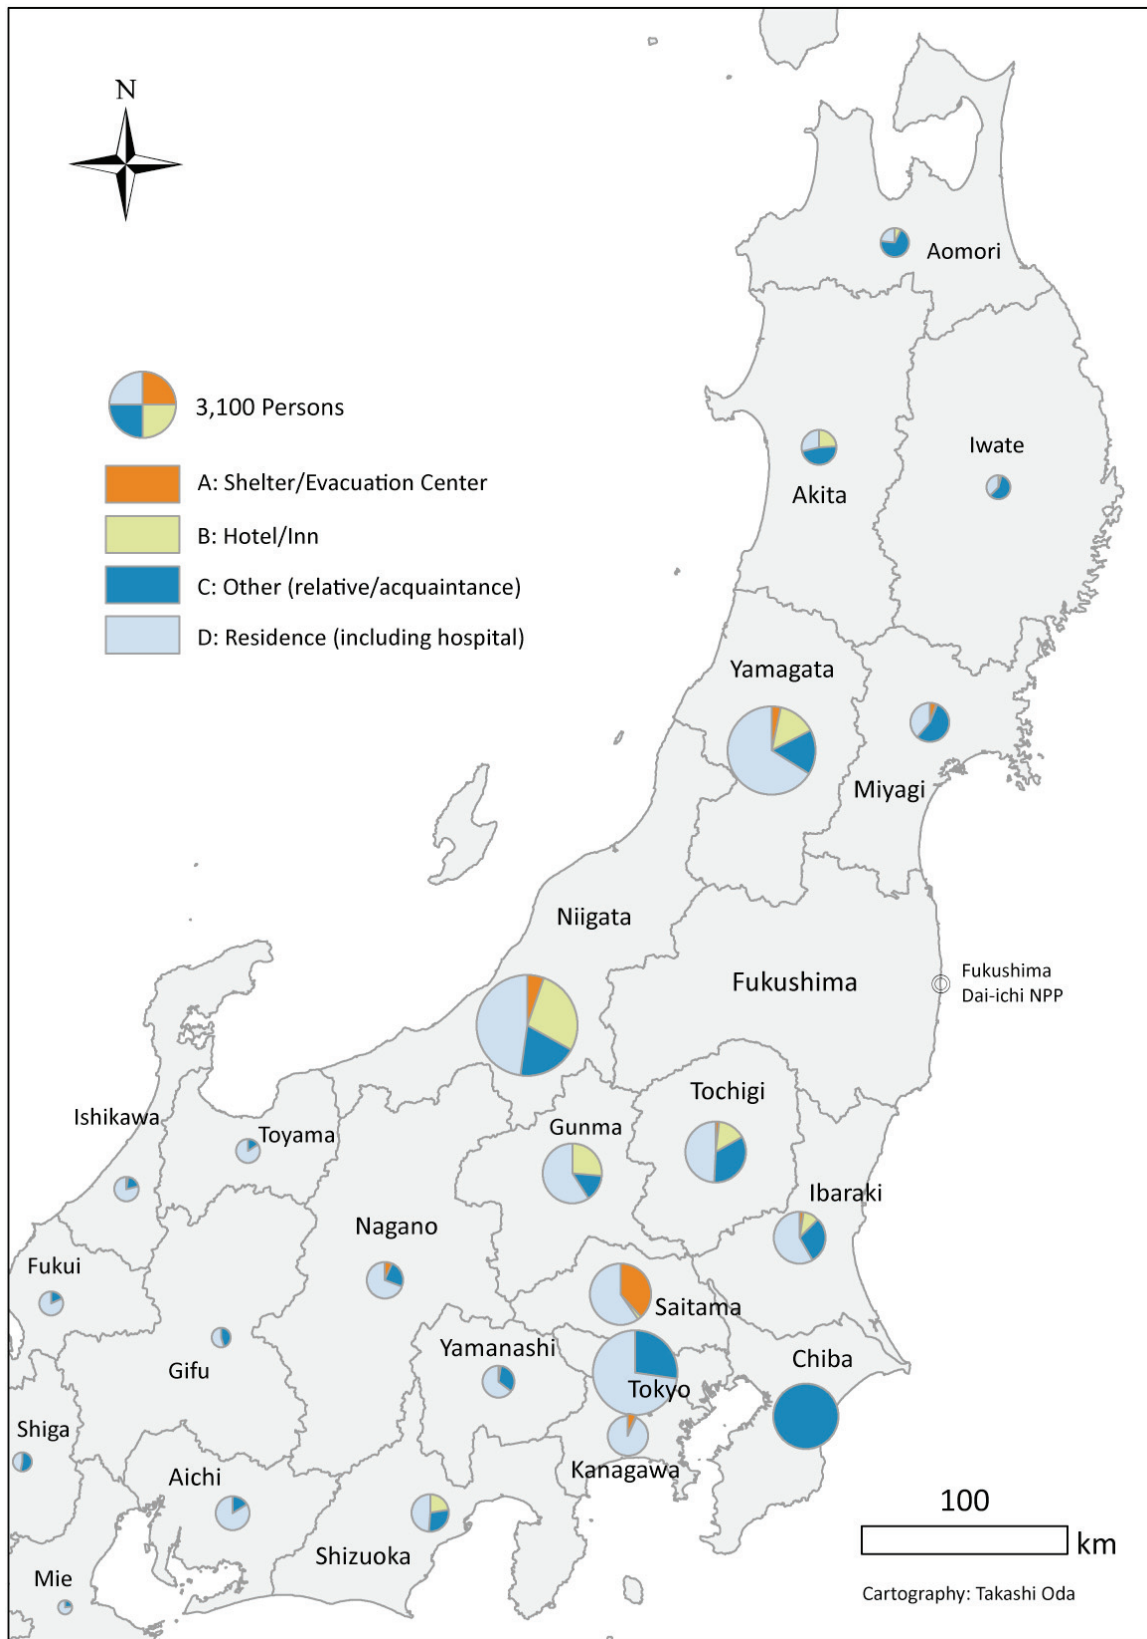 N
Aomori
3,100 Persons
A: Shelter/Evacuation Center
B: Hotel/Inn
C: Other (relative/acquaintance)
D: Residence (including hospital)
Iwate
Akita
Yamagata
Miyagi
Niigata
Fukushima
Fukushima
Dai-ichi NPP
Tochigi
Ishikawa
Toyama
Gunma
Ibaraki
Nagano
Fukui
Saitama
Yamanashi
Chiba
Gifu
Tokyo
Shiga
Kanagawa
Aichi
Shizuoka
100
km
Mie
Cartography: Takashi Oda